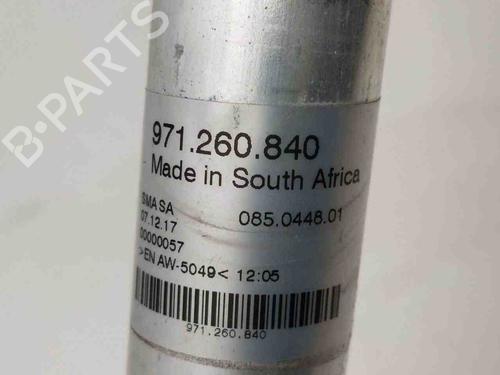 B-PARTS
971.260.840
Made in South Africa
SMA SA
07.12.17
085.0448.01
00000057
>EN AW-5049< 12:05
971.260.840